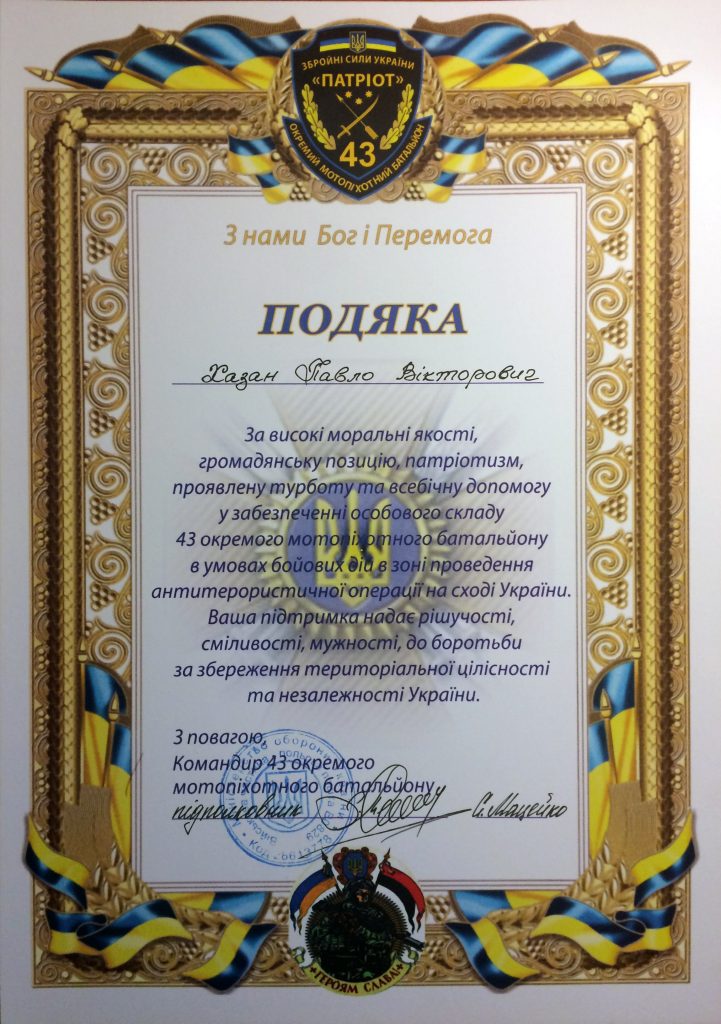 ЗБРОЙНІ СИЛИ УКРАЇНИ
«ПАТРІОТ»
43
ОКРЕМИЙ МОТОПІХОТНИЙ БАТАЛЬЙОН
З нами Бог і Перемога
ПОДЯКА
Хазан Павло Вікторович
За високі моральні якості,
громадянську позицію, патріотизм,
проявлену турботу та всебічну допомогу
у забезпеченні особового складу
43 окремого мотопіхотного батальйону
в умовах бойових дій в зоні проведення
антитерористичної операції на сході України.
Ваша підтримка надає рішучості,
сміливості, мужності, до боротьби
за збереження територіальної цілісності
та незалежності України.
З повагою,
Командир 43 окремого
мотопіхотного батальйону
підполковник
С. Мацейко
ГЕРОЯМ СЛАВА!